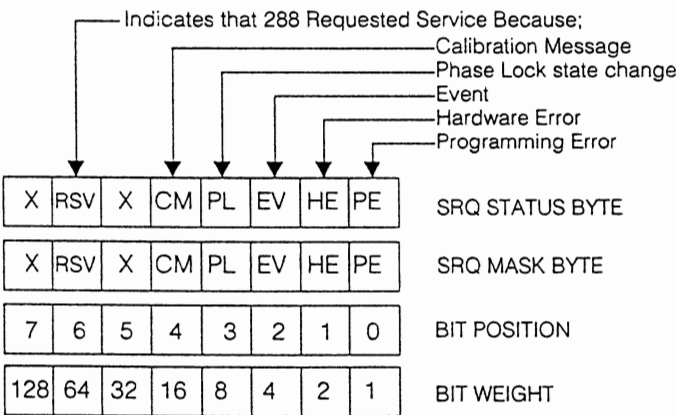 Indicates that 288 Requested Service Because;
Calibration Message
Phase Lock state change
Event
Hardware Error
Programming Error
X RSV X CM PL EV HE PE SRQ STATUS BYTE
X RSV X CM PL EV HE PE SRQ MASK BYTE
7 6 5 4 3 2 1 0 BIT POSITION
128 64 32 16 8 4 2 1 BIT WEIGHT